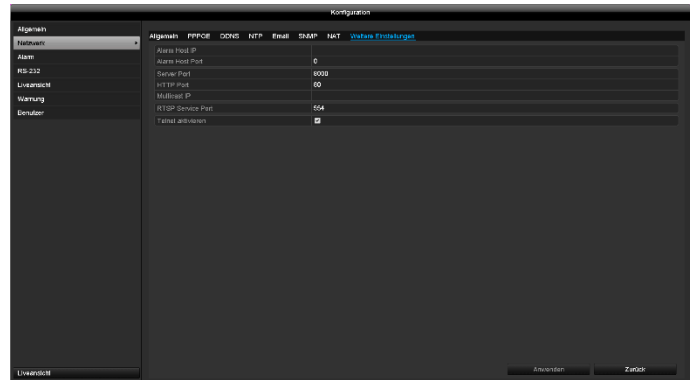 Konfiguration
Allgemein
Netzwerk
Alarm
RS-232
Liveansicht
Warnung
Benutzer
Liveansicht
Allgemein PPPOE DDNS NTP Email SNMP NAT Weitere Einstellungen
Alarm Host IP
Alarm Host Port 0
Server Port 8000
HTTP Port 80
Multicast IP
RTSP Service Port 554
Telnet aktivieren
Anwenden Zurück